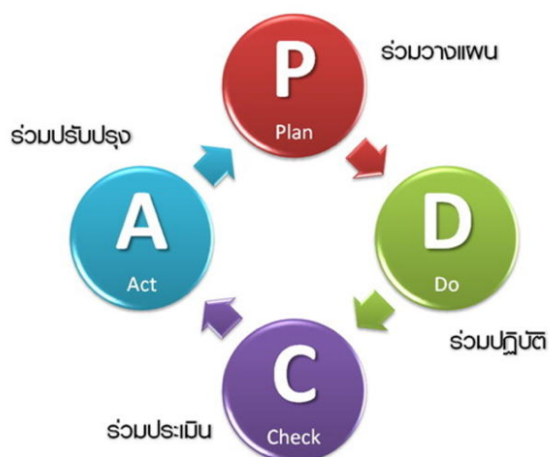 P
Plan
ร่วมวางแผน
D
Do
ร่วมปฏิบัติ
C
Check
ร่วมประเมิน
A
Act
ร่วมปรับปรุง